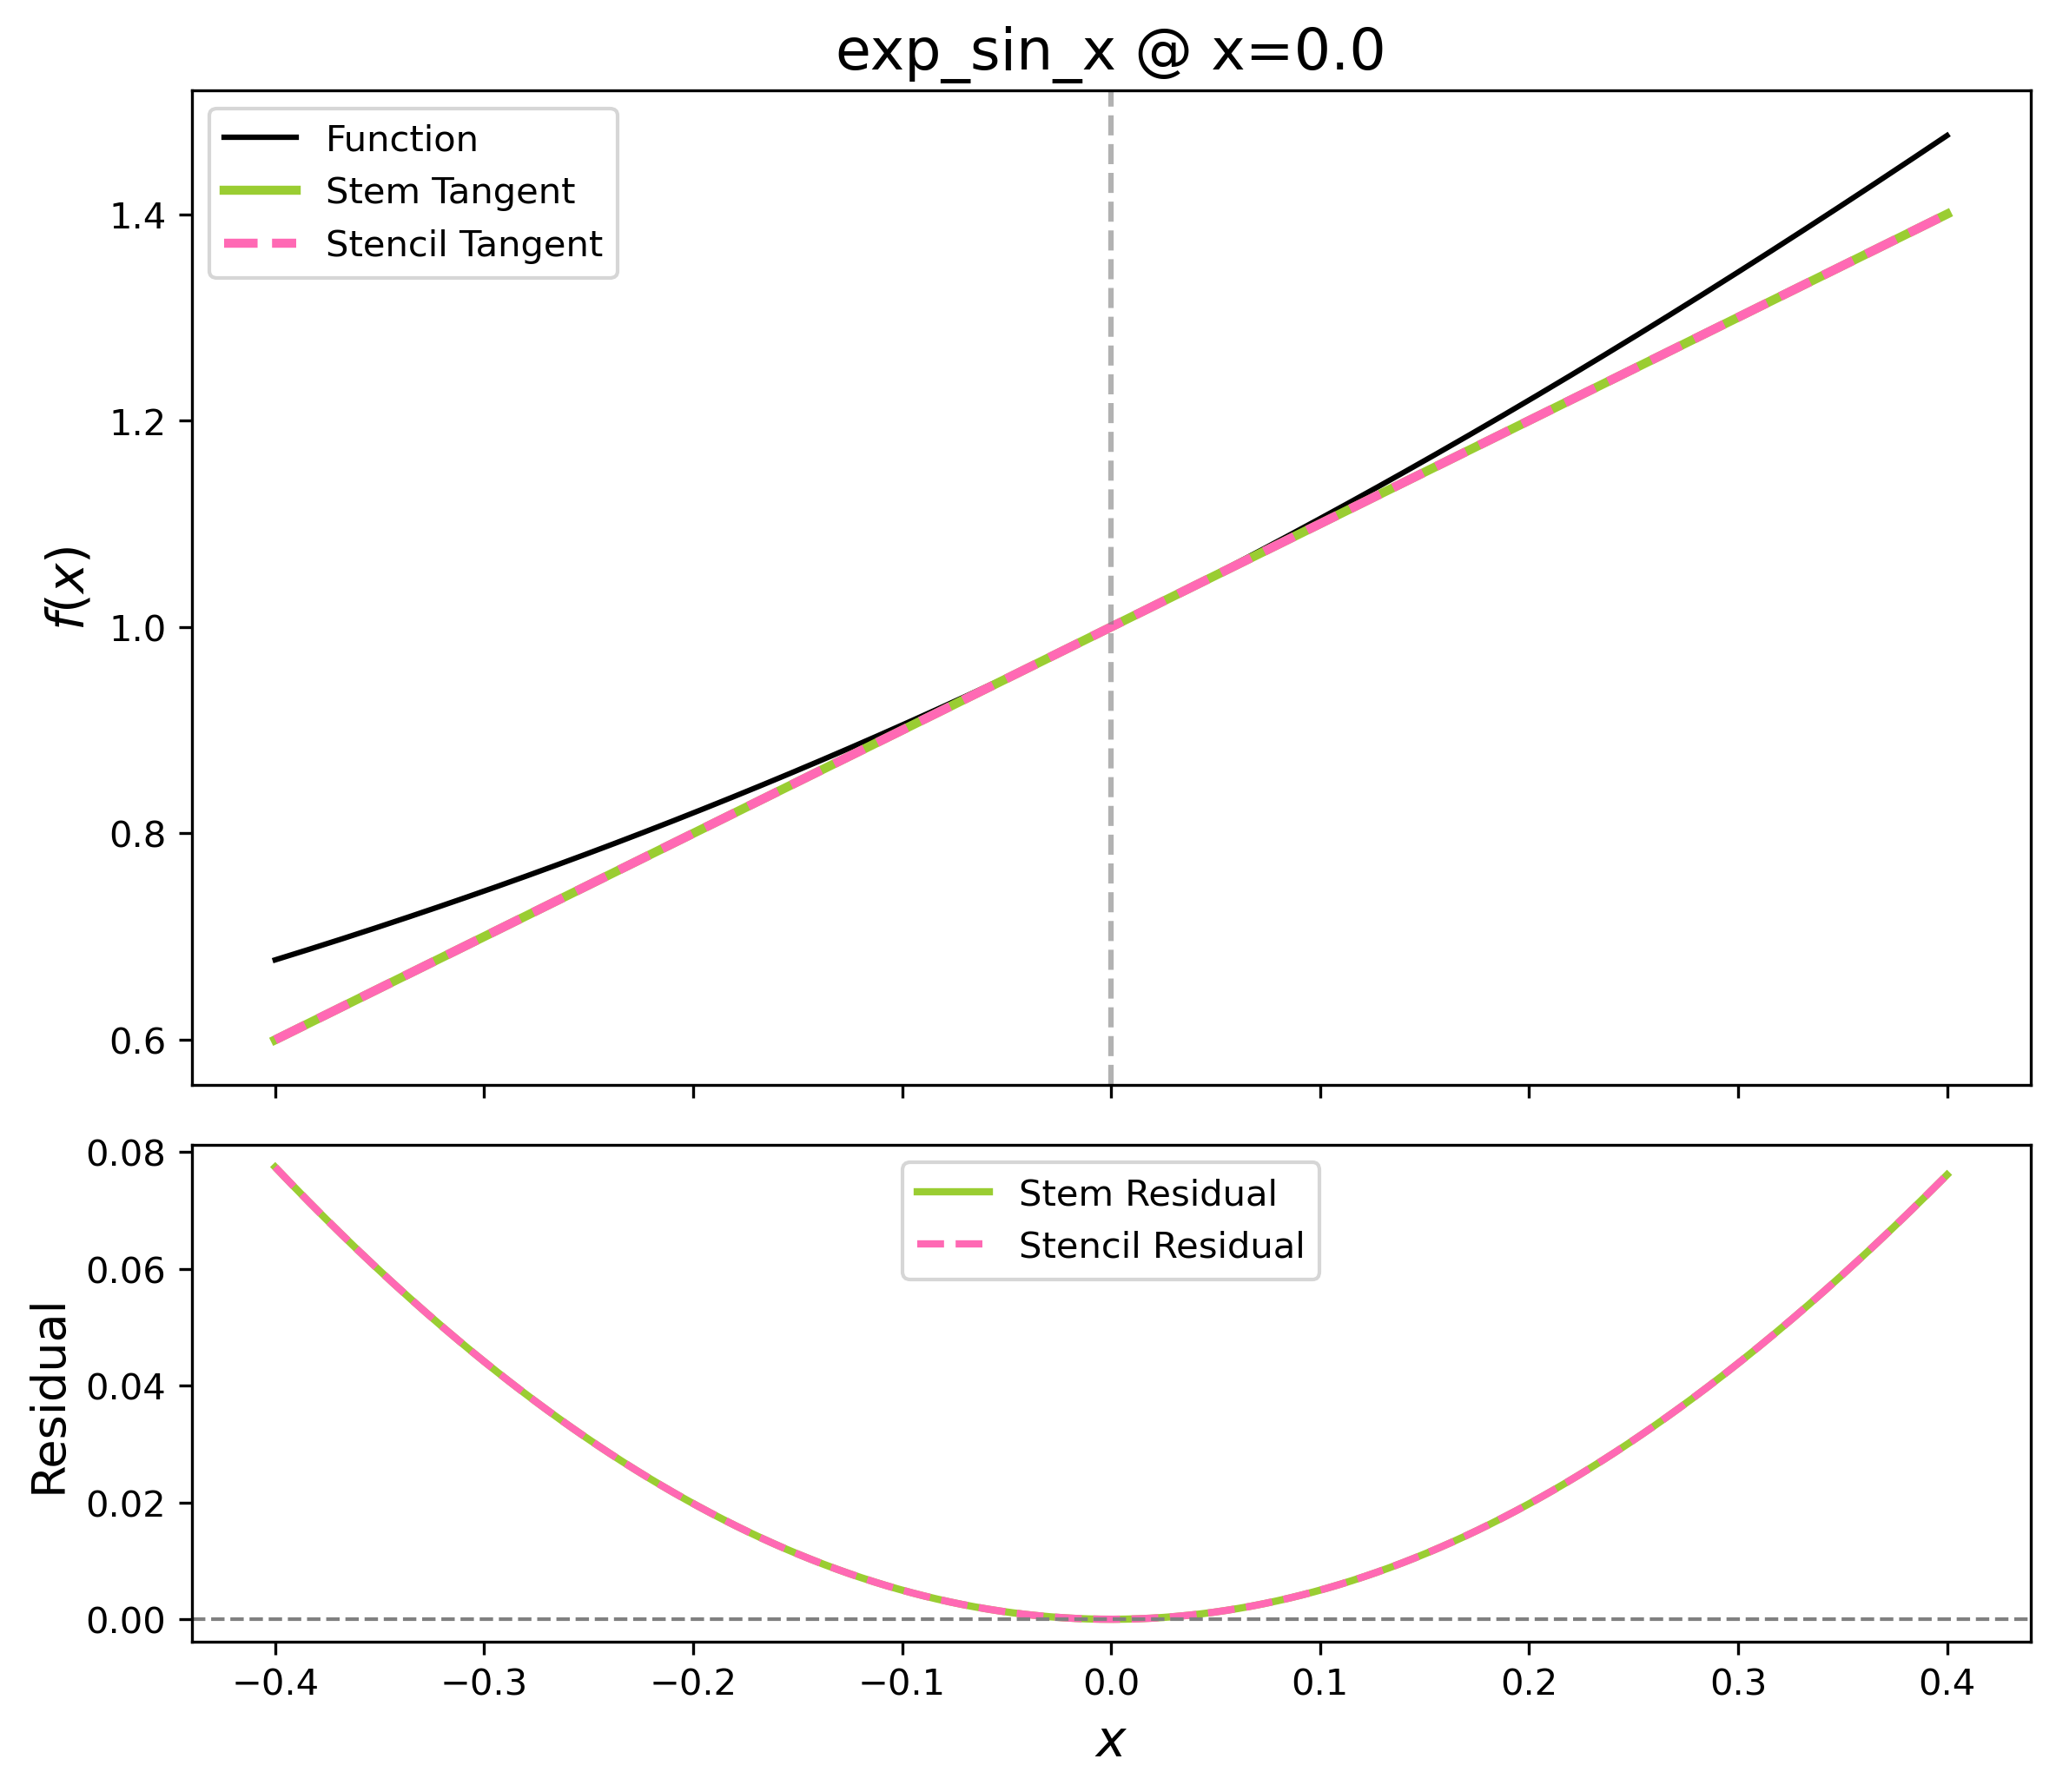 exp_sin_x @ x=0.0
Function
Stem Tangent
Stencil Tangent
f(x)
1.4
1.2
1.0
0.8
0.6
Stem Residual
Stencil Residual
Residual
0.08
0.06
0.04
0.02
0.00
−0.4 −0.3 −0.2 −0.1 0.0 0.1 0.2 0.3 0.4
x